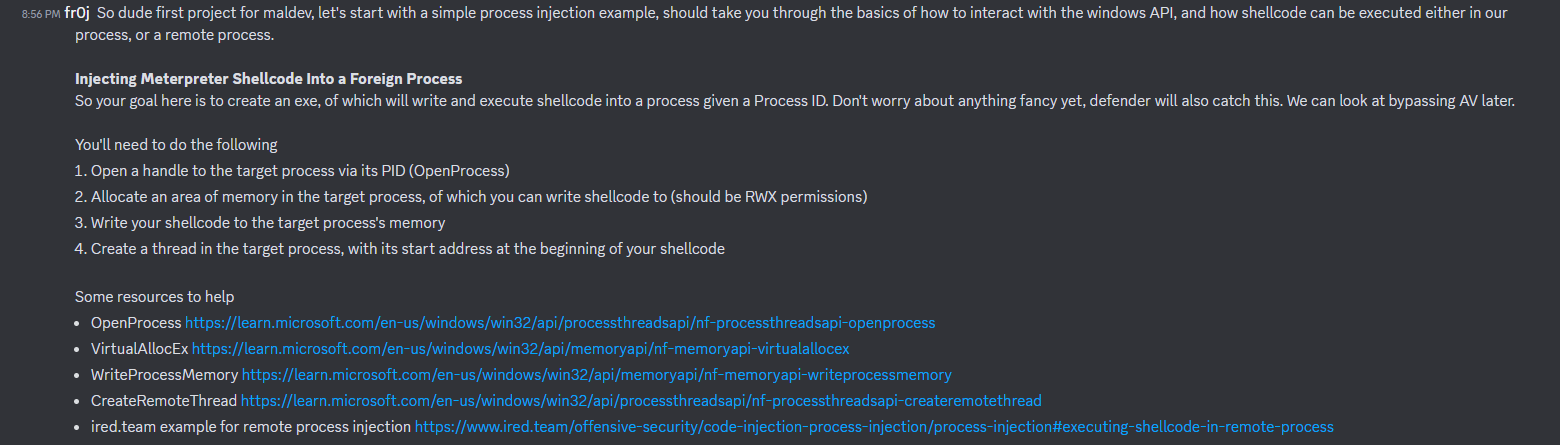 8:56 PM fr0j So dude first project for maldev, let's start with a simple process injection example, should take you through the basics of how to interact with the windows API, and how shellcode can be executed either in our
process, or a remote process.
Injecting Meterpreter Shellcode Into a Foreign Process
So your goal here is to create an exe, of which will write and execute shellcode into a process given a Process ID. Don't worry about anything fancy yet, defender will also catch this. We can look at bypassing AV later.
You'll need to do the following
1. Open a handle to the target process via its PID (OpenProcess)
2. Allocate an area of memory in the target process, of which you can write shellcode to (should be RWX permissions)
3. Write your shellcode to the target process's memory
4. Create a thread in the target process, with its start address at the beginning of your shellcode
Some resources to help
• OpenProcess https://learn.microsoft.com/en-us/windows/win32/api/processthreadsapi/nf-processthreadsapi-openprocess
• VirtualAllocEx https://learn.microsoft.com/en-us/windows/win32/api/memoryapi/nf-memoryapi-virtualallocex
• WriteProcessMemory https://learn.microsoft.com/en-us/windows/win32/api/memoryapi/nf-memoryapi-writeprocessmemory
• CreateRemoteThread https://learn.microsoft.com/en-us/windows/win32/api/processthreadsapi/nf-processthreadsapi-createremotethread
• ired.team example for remote process injection https://www.ired.team/offensive-security/code-injection-process-injection/process-injection#executing-shellcode-in-remote-process